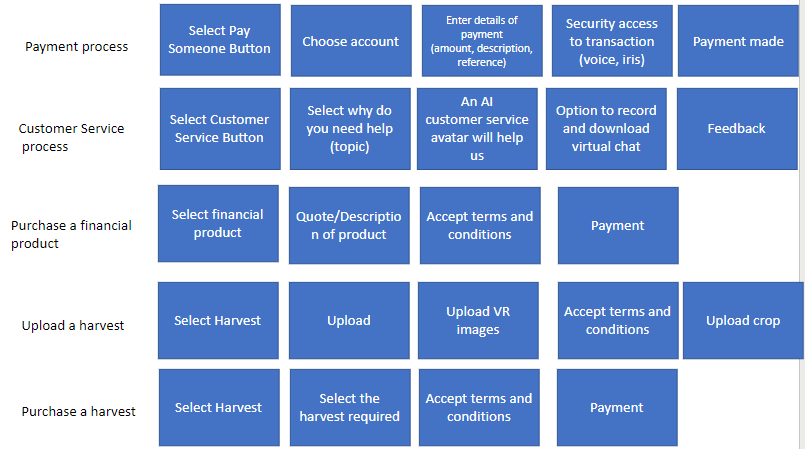 Payment process
Select Pay
Someone Button
Choose account
Enter details of
payment
(amount, description,
reference)
Security access
to transaction
(voice, iris)
Payment made
Customer Service
process
Select Customer
Service Button
Select why do
you need help
(topic)
An AI
customer service
avatar will help
us
Option to record
and download
virtual chat
Feedback
Purchase a financial
product
Select financial
product
Quote/Descriptio
n of product
Accept terms and
conditions
Payment
Upload a harvest
Select Harvest
Upload
Upload VR
images
Accept terms and
conditions
Upload crop
Purchase a harvest
Select Harvest
Select the
harvest required
Accept terms and
conditions
Payment